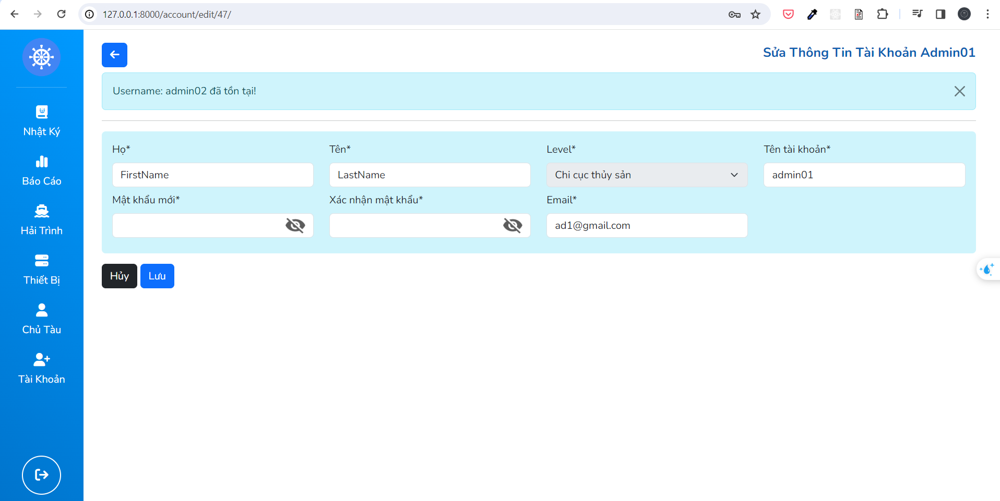 127.0.0.1:8000/account/edit/47/
Sửa Thông Tin Tài Khoản Admin01
Username: admin02 đã tồn tại!
Nhật Ký
Báo Cáo
Hải Trình
Thiết Bị
Chủ Tàu
Tài Khoản
Họ*
Tên*
Level*
Tên tài khoản*
FirstName
LastName
Chi cục thủy sản
admin01
Mật khẩu mới*
Xác nhận mật khẩu*
Email*
ad1@gmail.com
Hủy
Lưu